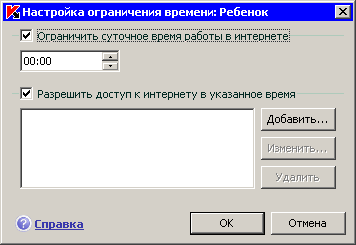 Настройка ограничения времени: Ребенок
Ограничить суточное время работы в интернете
00:00
Разрешить доступ к интернету в указанное время
Добавить...
Изменить...
Удалить
Справка
OK
Отмена